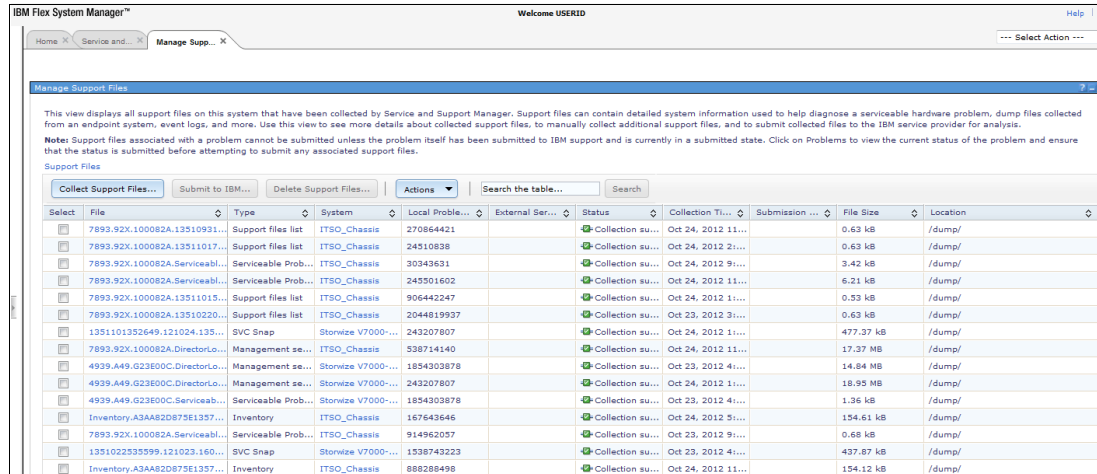 IBM Flex System Manager™ Welcome USERID Help
Home Service and... Manage Supp... --- Select Action ---
Manage Support Files
This view displays all support files on this system that have been collected by Service and Support Manager. Support files can contain detailed system information used to help diagnose a serviceable hardware problem, dump files collected
from an endpoint system, event logs, and more. Use this view to see more details about collected support files, to manually collect additional support files, and to submit collected files to the IBM service provider for analysis.
Note: Support files associated with a problem cannot be submitted unless the problem itself has been submitted to IBM support and is currently in a submitted state. Click on Problems to view the current status of the problem and ensure
that the status is submitted before attempting to submit any associated support files.
Support Files
Collect Support Files... Submit to IBM... Delete Support Files... Actions Search the table... Search
Select File Type System Local Proble... External Ser... Status Collection Ti... Submission ... File Size Location
7893.92X.100082A.13510931... Support files list ITSO_Chassis 270864421 Collection su... Oct 24, 2012 11... 0.63 kB /dump/
7893.92X.100082A.13511017... Support files list ITSO_Chassis 24510838 Collection su... Oct 24, 2012 2:... 0.63 kB /dump/
7893.92X.100082A.Serviceabl... Serviceable Prob... ITSO_Chassis 30343631 Collection su... Oct 24, 2012 9:... 3.42 kB /dump/
7893.92X.100082A.Serviceabl... Serviceable Prob... ITSO_Chassis 245501602 Collection su... Oct 24, 2012 11... 6.21 kB /dump/
7893.92X.100082A.13511015... Support files list ITSO_Chassis 906442247 Collection su... Oct 24, 2012 1:... 0.53 kB /dump/
7893.92X.100082A.13510220... Support files list ITSO_Chassis 2044819937 Collection su... Oct 23, 2012 3:... 0.63 kB /dump/
1351101352649.121024.135... SVC Snap Storwize V7000-... 243207807 Collection su... Oct 24, 2012 1:... 477.37 kB /dump/
7893.92X.100082A.DirectorLo... Management se... ITSO_Chassis 538714140 Collection su... Oct 24, 2012 11... 17.37 MB /dump/
4939.A49.G23E00C.DirectorLo... Management se... Storwize V7000-... 1854303878 Collection su... Oct 23, 2012 4:... 14.84 MB /dump/
4939.A49.G23E00C.DirectorLo... Management se... Storwize V7000-... 243207807 Collection su... Oct 24, 2012 1:... 18.95 MB /dump/
4939.A49.G23E00C.Serviceab... Serviceable Prob... Storwize V7000-... 1854303878 Collection su... Oct 23, 2012 4:... 1.36 kB /dump/
Inventory.A3AA82D875E1357... Inventory ITSO_Chassis 167643646 Collection su... Oct 24, 2012 5:... 154.61 kB /dump/
7893.92X.100082A.Serviceabl... Serviceable Prob... ITSO_Chassis 914962057 Collection su... Oct 23, 2012 9:... 0.68 kB /dump/
1351022535599.121023.160... SVC Snap Storwize V7000-... 1538743223 Collection su... Oct 23, 2012 4:... 437.87 kB /dump/
Inventory.A3AA82D875E1357... Inventory ITSO_Chassis 888288498 Collection su... Oct 24, 2012 11... 154.12 kB /dump/